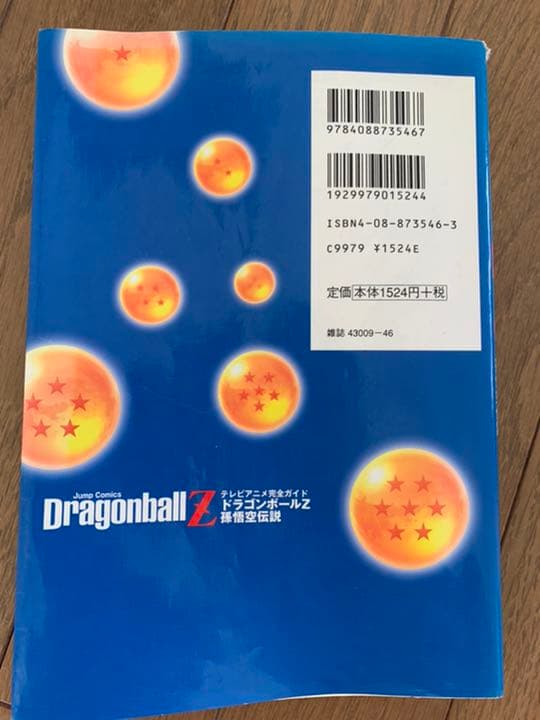 9784088735467
1929979015244
ISBN4-08-873546-3
C9979 ¥1524E
定価 本体1524円+税
雑誌 43009-46
Jump Comics
Dragonball Z
テレビアニメ完全ガイド
ドラゴンボールZ
孫悟空伝説